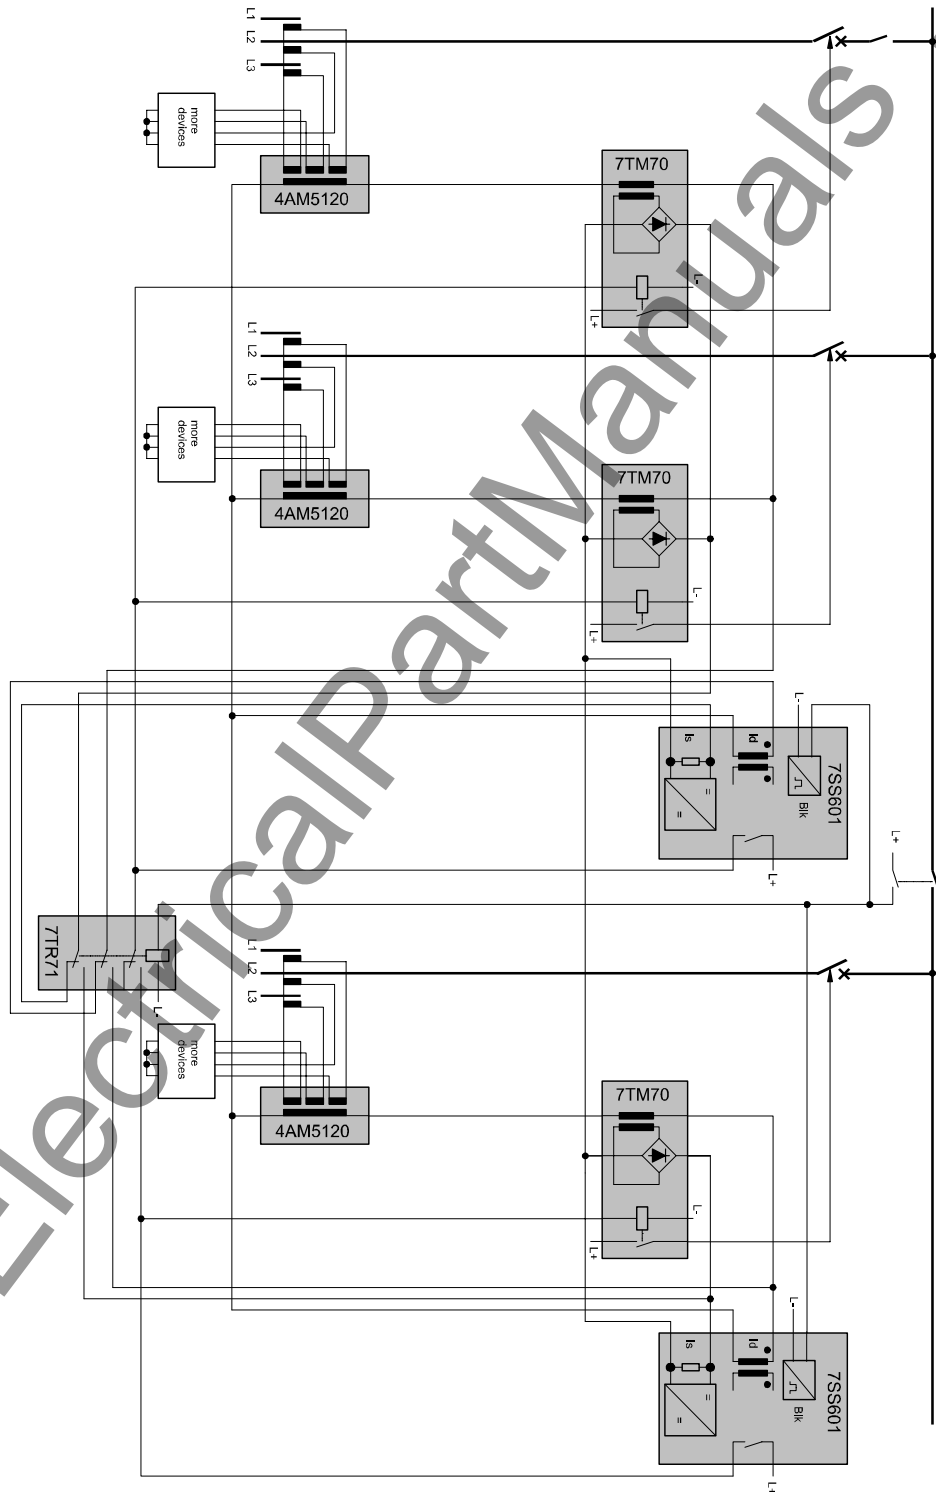 L1
L2
L3
more
devices
4AM5120
7TM70
L-
L+
L1
L2
L3
more
devices
4AM5120
7TM70
L-
L+
L-
Is
Id
Blk
7SS601
=
=
L+
L+
7TR71
L-
L1
L2
L3
more
devices
4AM5120
7TM70
L-
L+
L-
Is
Id
Blk
7SS601
=
=
L+
ElectricalPartManuals